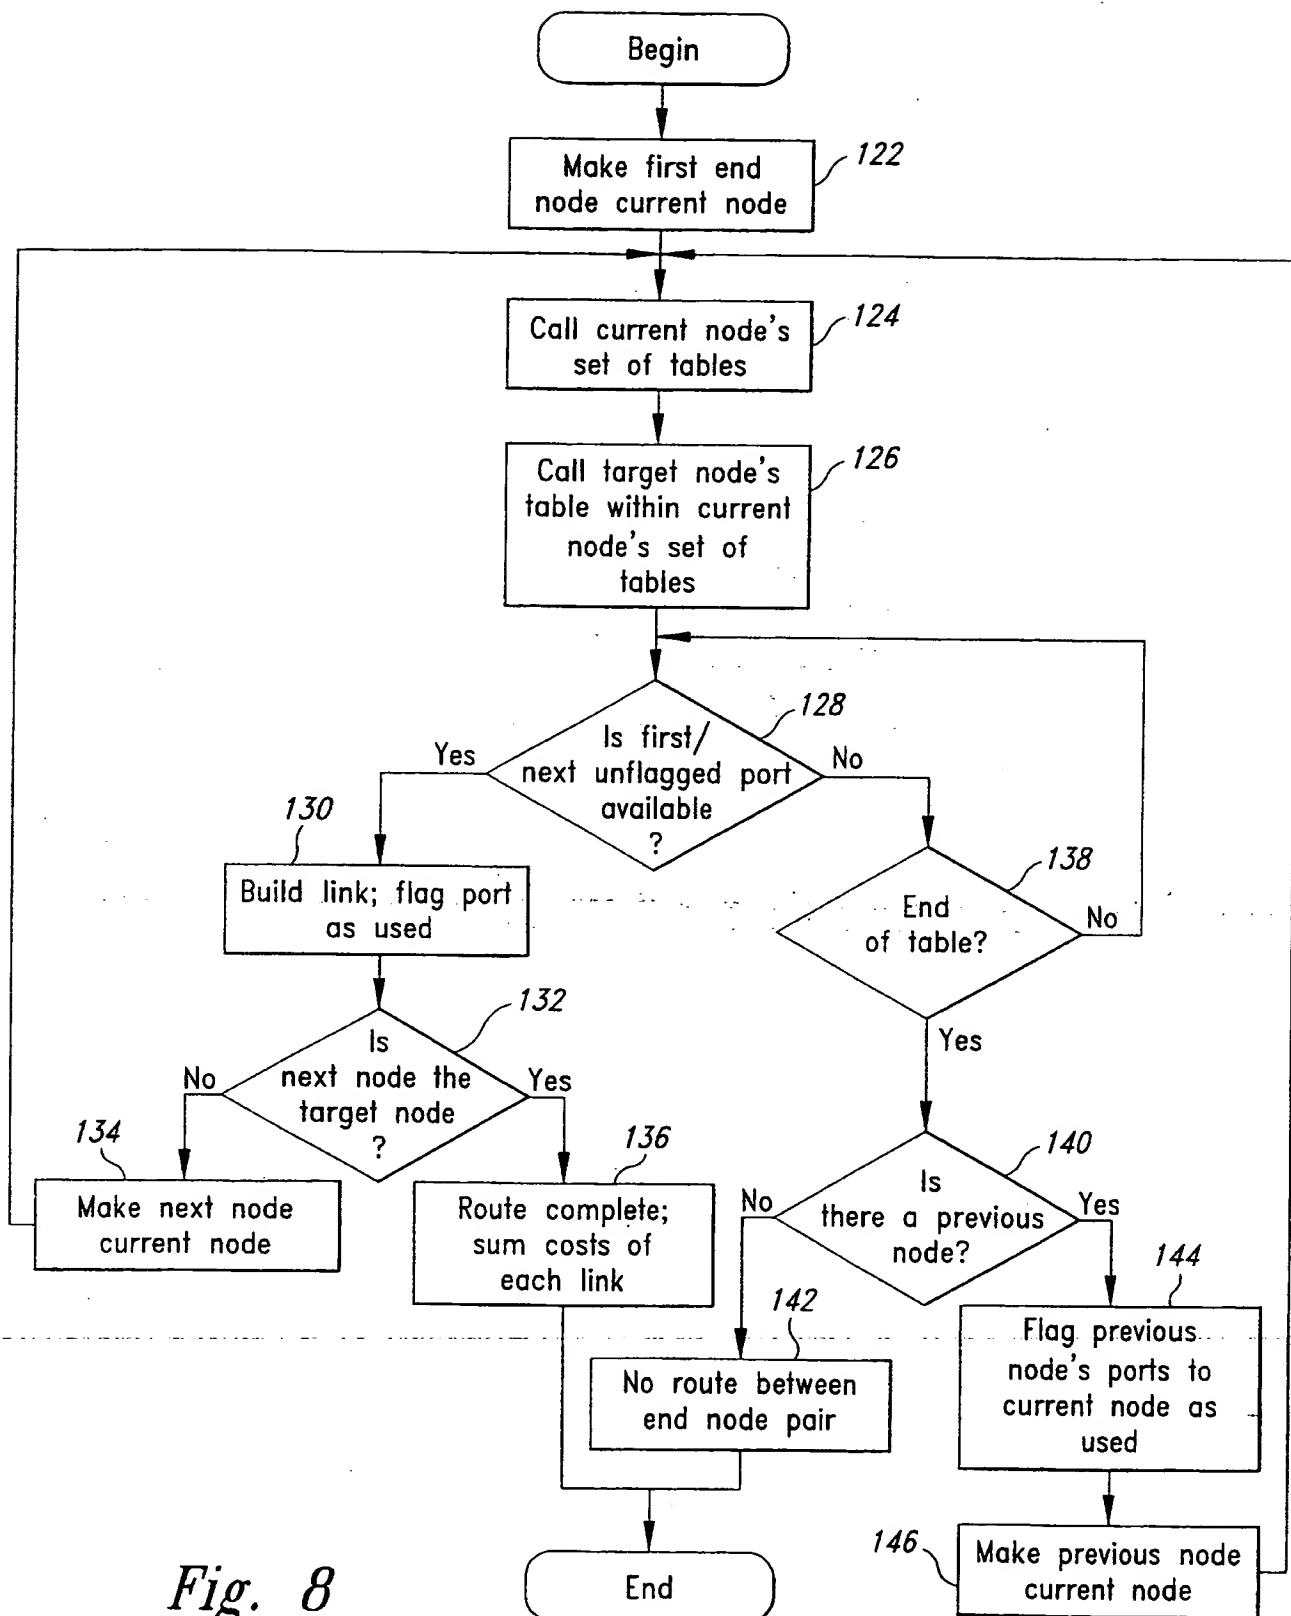 Begin
122
Make first end
node current node
124
Call current node's
set of tables
126
Call target node's
table within current
node's set of
tables
128
Is first/
next unflagged port
available
?
Yes
No
130
Build link; flag port
as used
138
End
of table?
No
Yes
132
Is
next node the
target node
?
No
Yes
134
Make next node
current node
136
Route complete;
sum costs of
each link
140
Is
there a previous
node?
No
Yes
142
No route between
end node pair
144
Flag previous
node's ports to
current node as
used
146
Make previous node
current node
End
Fig. 8